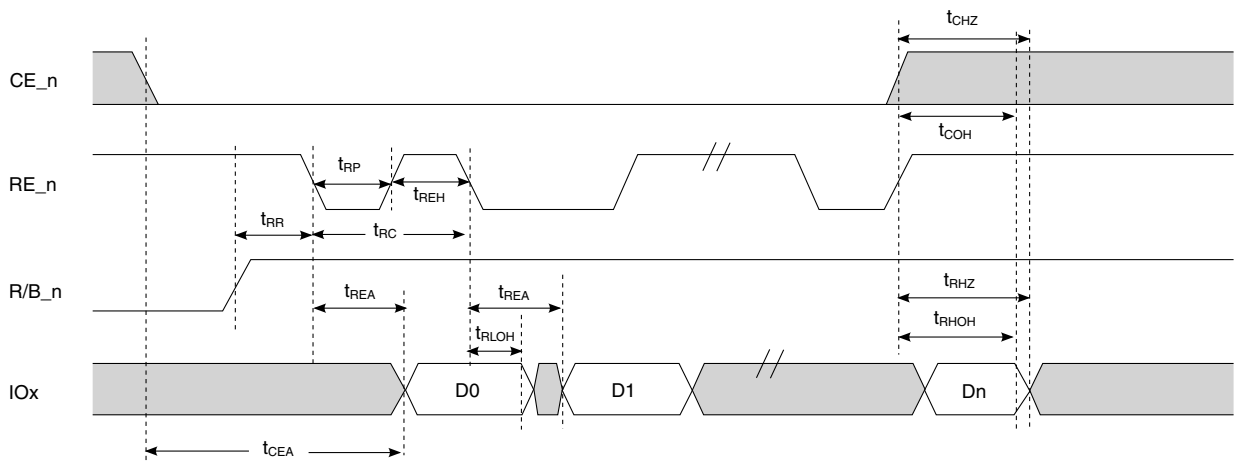 tCHZ
CE_n
tCOH
tRP
RE_n
tREH
tRR
tRC
R/B_n
tREA
tREA
tRHZ
tRLOH
tRHOH
IOx
D0
D1
Dn
tCEA